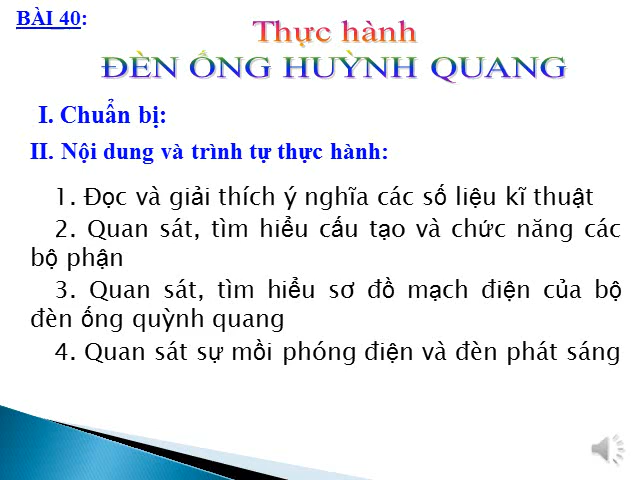 BÀI 40:
Thực hành
ĐÈN ỐNG HUỲNH QUANG
I. Chuẩn bị:
II. Nội dung và trình tự thực hành:
1. Đọc và giải thích ý nghĩa các số liệu kĩ thuật
2. Quan sát, tìm hiểu cấu tạo và chức năng các
bộ phận
3. Quan sát, tìm hiểu sơ đồ mạch điện của bộ
đèn ống quỳnh quang
4. Quan sát sự mồi phóng điện và đèn phát sáng